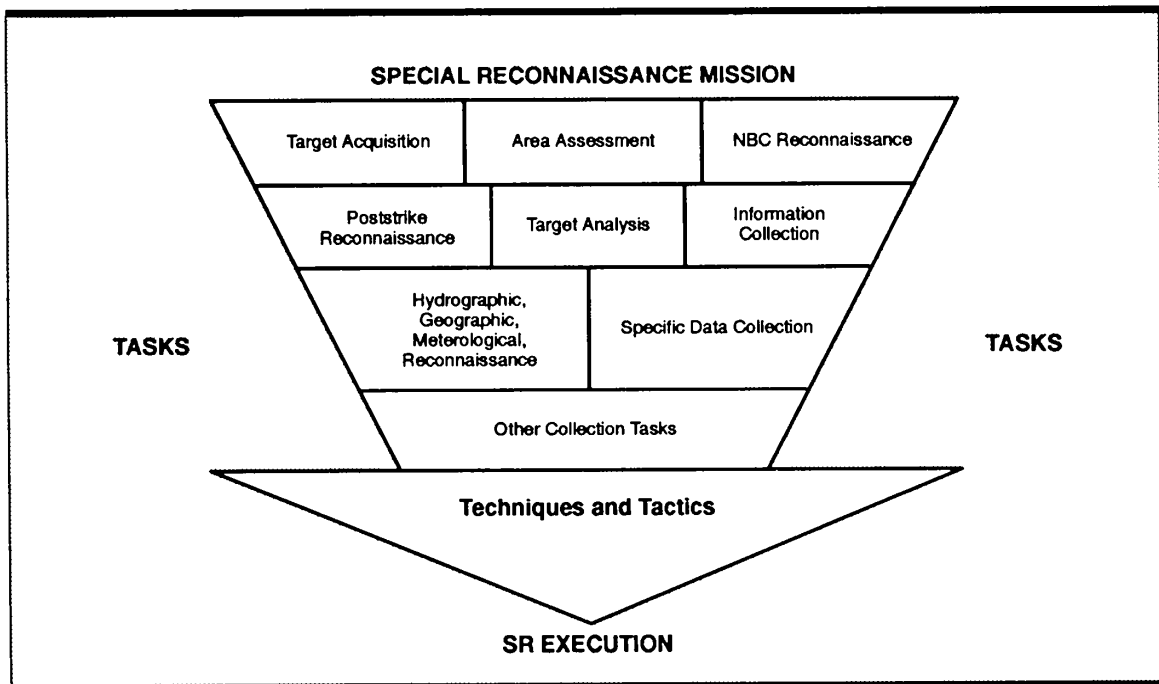 SPECIAL RECONNAISSANCE MISSION
Target Acquisition
Area Assessment
NBC Reconnaissance
Poststrike
Reconnaissance
Target Analysis
Information
Collection
Hydrographic,
Geographic,
Meterological,
Reconnaissance
Specific Data Collection
TASKS
TASKS
Other Collection Tasks
Techniques and Tactics
SR EXECUTION